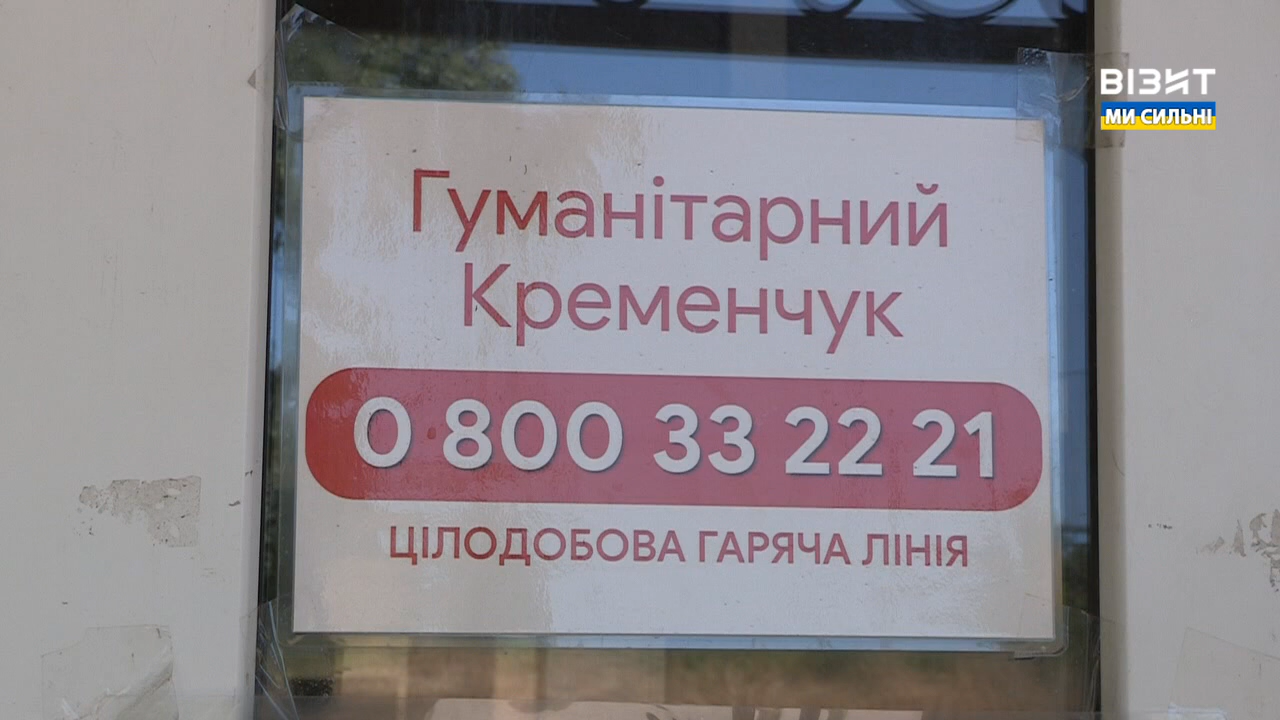 ВІЗИТ
МИ СИЛЬНІ
Гуманітарний
Кременчук
0 800 33 22 21
ЦІЛОДОБОВА ГАРЯЧА ЛІНІЯ